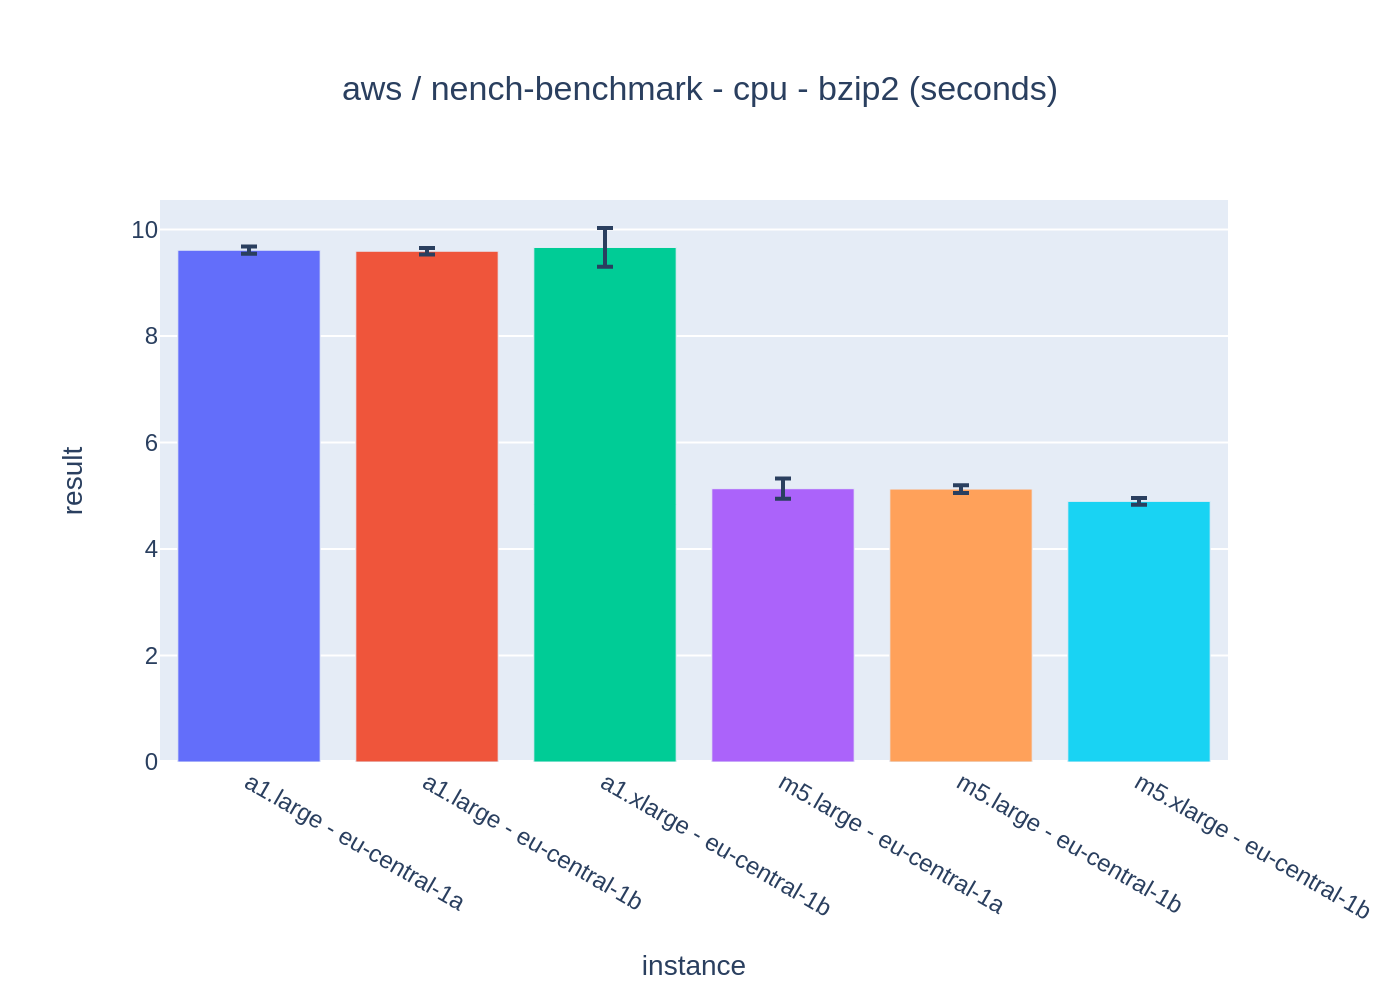 aws / nench-benchmark - cpu - bzip2 (seconds)
10
8
6
4
2
0
result
a1.large - eu-central-1a
a1.large - eu-central-1b
a1.xlarge - eu-central-1b
m5.large - eu-central-1a
m5.large - eu-central-1b
m5.xlarge - eu-central-1b
instance